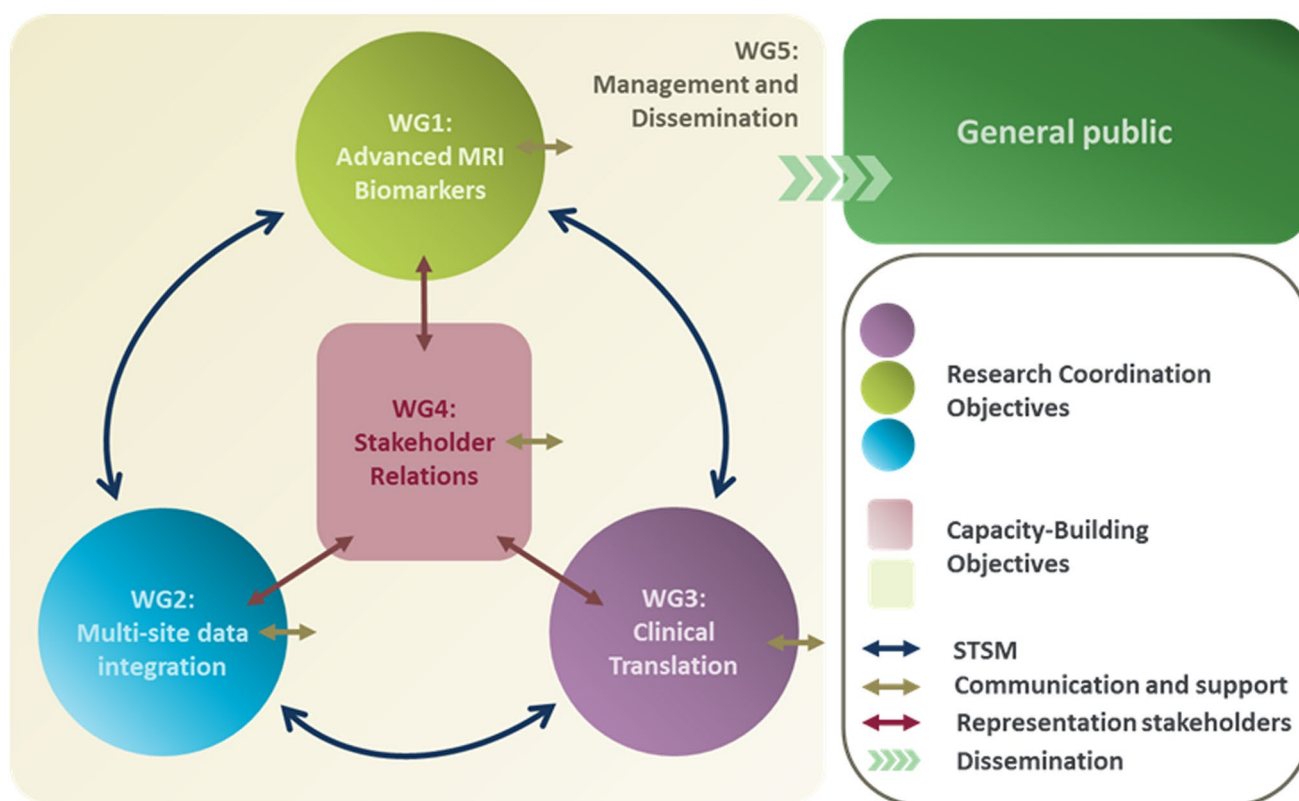 WG1:
Advanced MRI
Biomarkers
WG5:
Management and
Dissemination
General public
WG4:
Stakeholder
Relations
WG2:
Multi-site data
integration
WG3:
Clinical
Translation
Research Coordination
Objectives
Capacity-Building
Objectives
STSM
Communication and support
Representation stakeholders
Dissemination